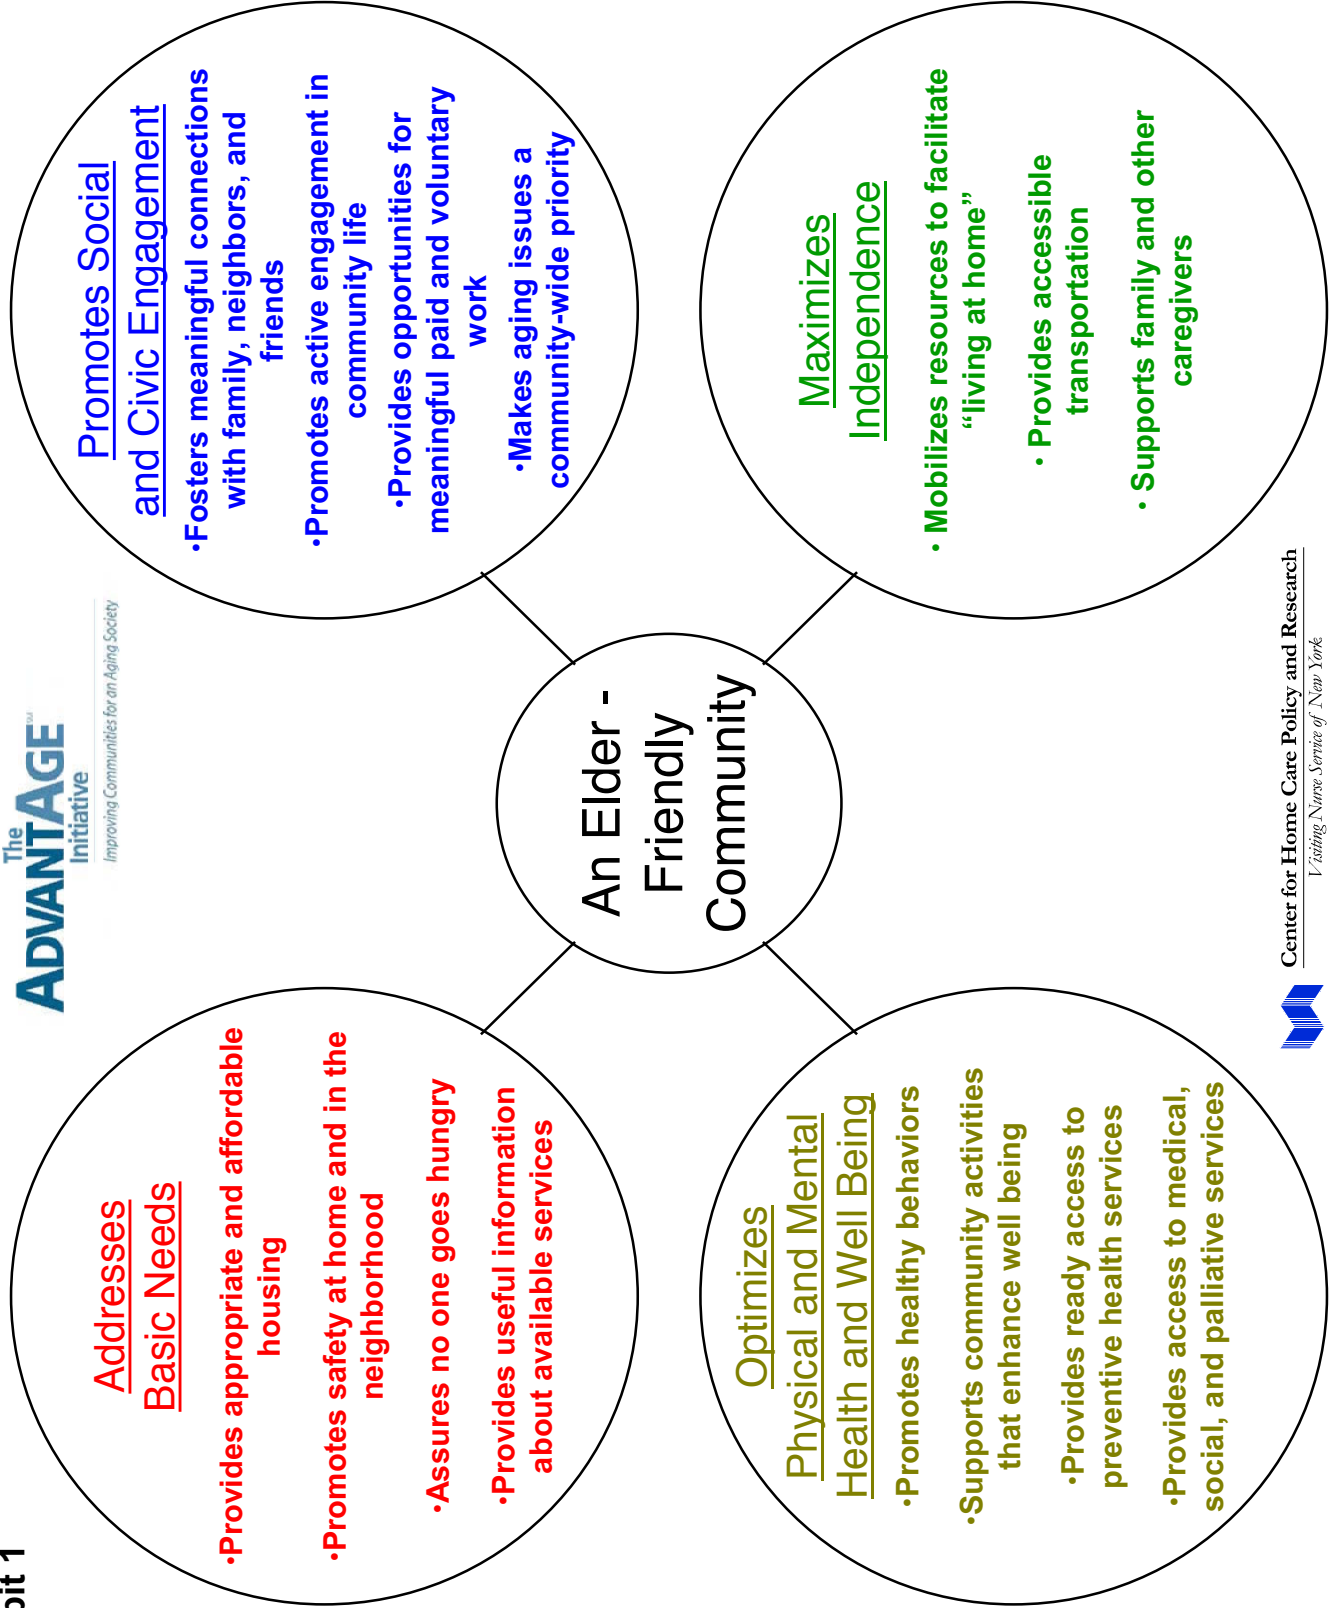 bit 1
The
ADVANTAGE
Initiative
Improving Communities for an Aging Society
Addresses
Basic Needs
•Provides appropriate and affordable
housing
•Promotes safety at home and in the
neighborhood
•Assures no one goes hungry
•Provides useful information
about available services
Promotes Social
and Civic Engagement
•Fosters meaningful connections
with family, neighbors, and
friends
•Promotes active engagement in
community life
•Provides opportunities for
meaningful paid and voluntary
work
•Makes aging issues a
community-wide priority
An Elder -
Friendly
Community
Optimizes
Physical and Mental
Health and Well Being
•Promotes healthy behaviors
•Supports community activities
that enhance well being
•Provides ready access to
preventive health services
•Provides access to medical,
social, and palliative services
Maximizes
Independence
• Mobilizes resources to facilitate
“living at home”
• Provides accessible
transportation
• Supports family and other
caregivers
Center for Home Care Policy and Research
Visiting Nurse Service of New York